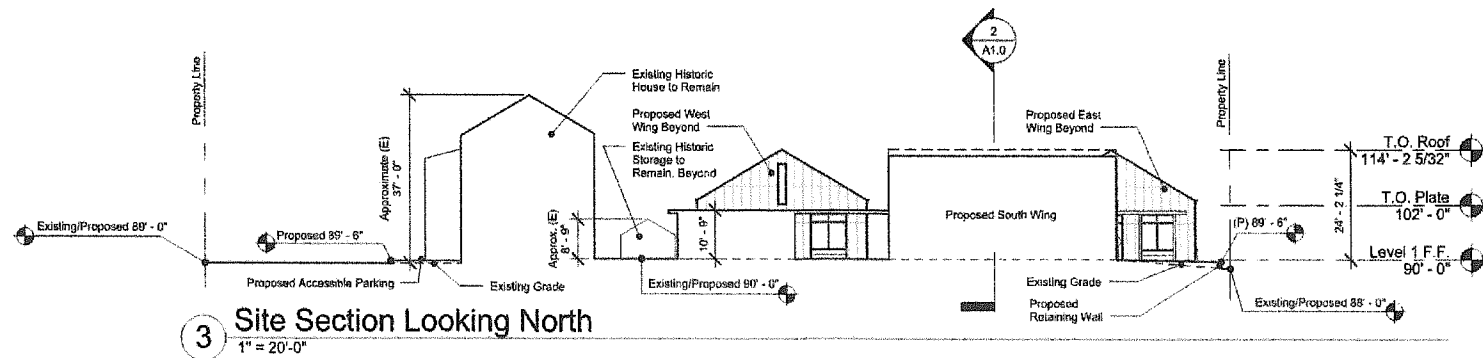 Property Line
Existing/Proposed 89' - 0"
Proposed 89' - 6"
Proposed Accessible Parking
Existing Grade
Approximate (E)
37' - 0"
Existing Historic
House to Remain
Proposed West
Wing Beyond
Existing Historic
Storage to
Remain, Beyond
Approx. (E)
8' - 9"
10' - 9"
Existing/Proposed 90' - 0"
2
A1.0
Proposed South Wing
Proposed East
Wing Beyond
Existing Grade
Proposed
Retaining Wall
Property Line
(P) 89' - 6"
Existing/Proposed 88' - 0"
24' - 2 1/4"
T.O. Roof
114' - 2 5/32"
T.O. Plate
102' - 0"
Level 1 F.F.
90' - 0"
3
Site Section Looking North
1" = 20'-0"